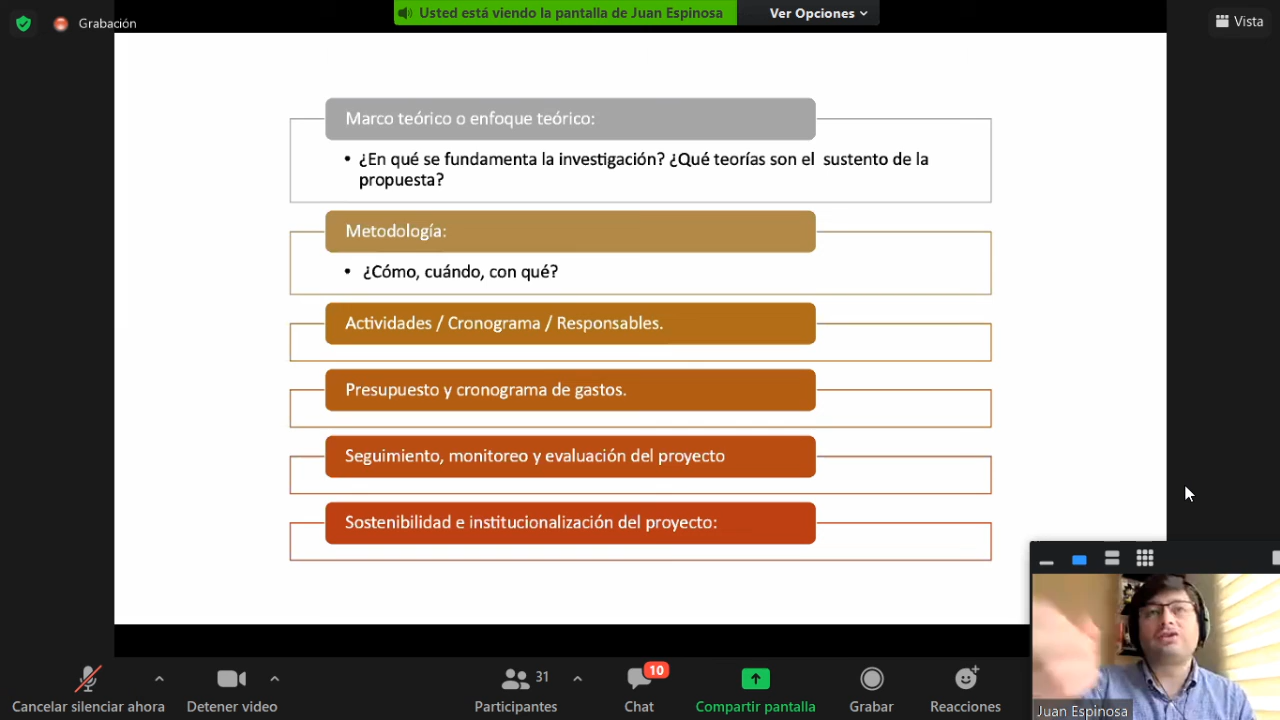 Grabación
Usted está viendo la pantalla de Juan Espinosa
Ver Opciones
Vista
Marco teórico o enfoque teórico:
• ¿En qué se fundamenta la investigación? ¿Qué teorías son el sustento de la
propuesta?
Metodología:
• ¿Cómo, cuándo, con qué?
Actividades / Cronograma / Responsables.
Presupuesto y cronograma de gastos.
Seguimiento, monitoreo y evaluación del proyecto
Sostenibilidad e institucionalización del proyecto:
Juan Espinosa
Cancelar silenciar ahora
Detener video
31
Participantes
10
Chat
Compartir pantalla
Grabar
Reacciones